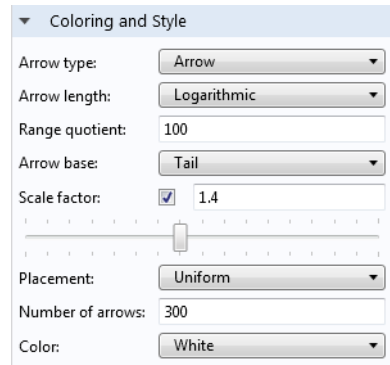 Coloring and Style
Arrow type: Arrow
Arrow length: Logarithmic
Range quotient: 100
Arrow base: Tail
Scale factor: 1.4
Placement: Uniform
Number of arrows: 300
Color: White